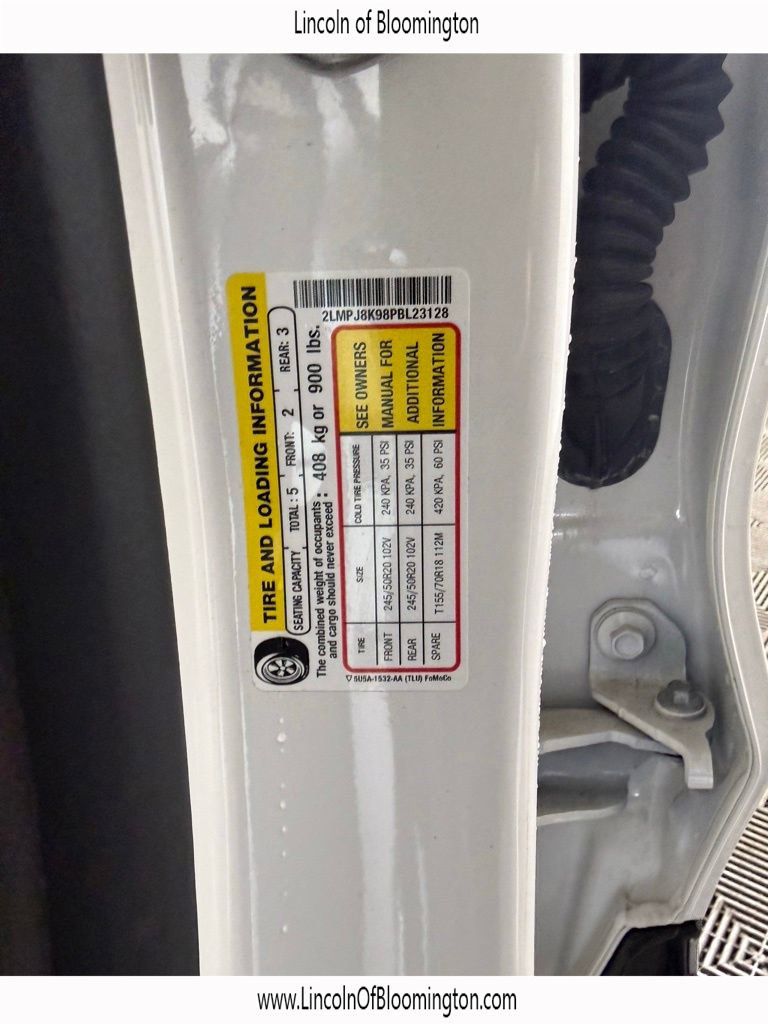 Lincoln of Bloomington
TIRE AND LOADING INFORMATION
SEATING CAPACITY TOTAL : 5 FRONT: 2 REAR: 3
The combined weight of occupants and cargo should never exceed : 408 kg or 900 lbs.
2LMPJ8K98PBL23128
TIRE SIZE COLD TIRE PRESSURE
FRONT 245/50R20 102V 240 KPA, 35 PSI
REAR 245/50R20 102V 240 KPA, 35 PSI
SPARE T155/70R18 112M 420 KPA, 60 PSI
SEE OWNERS
MANUAL FOR
ADDITIONAL
INFORMATION
5U5A-1532-AA (TLU) FoMoCo
www.LincolnOfBloomington.com